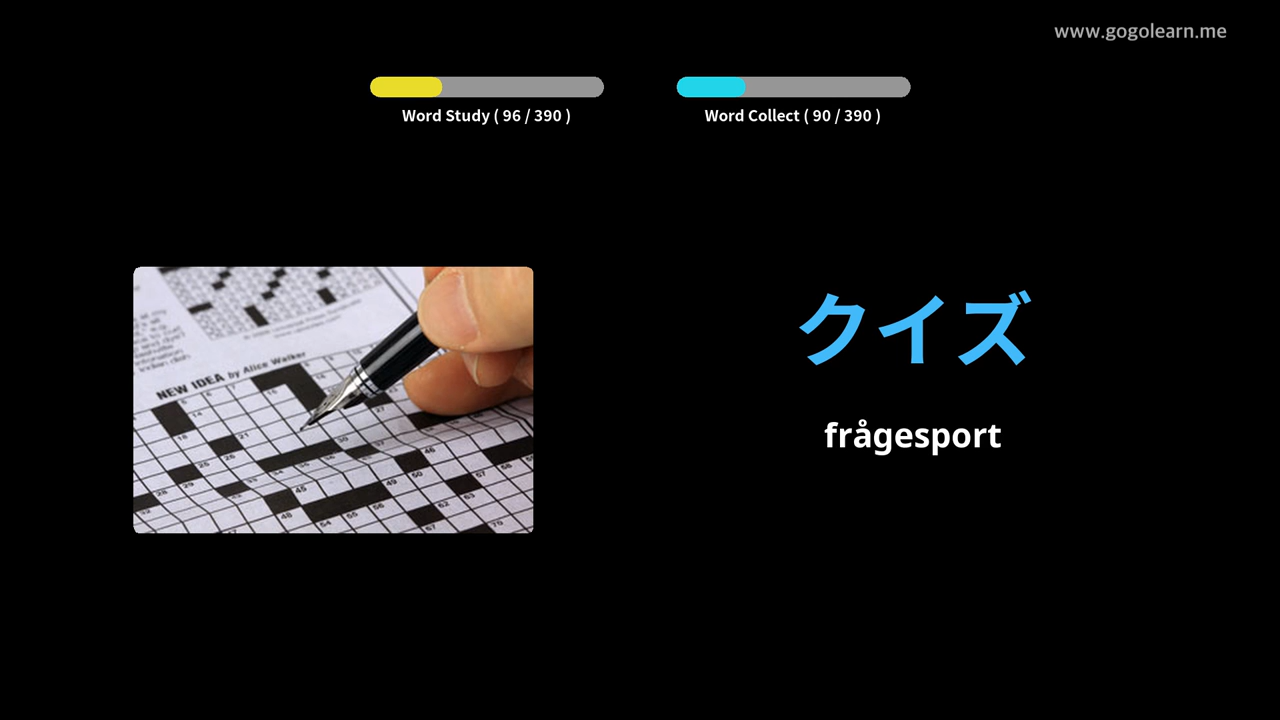 www.gogolearn.me
Word Study ( 96 / 390 )
Word Collect ( 90 / 390 )
クイズ
frågesport
NEW IDEA by Alice Walker